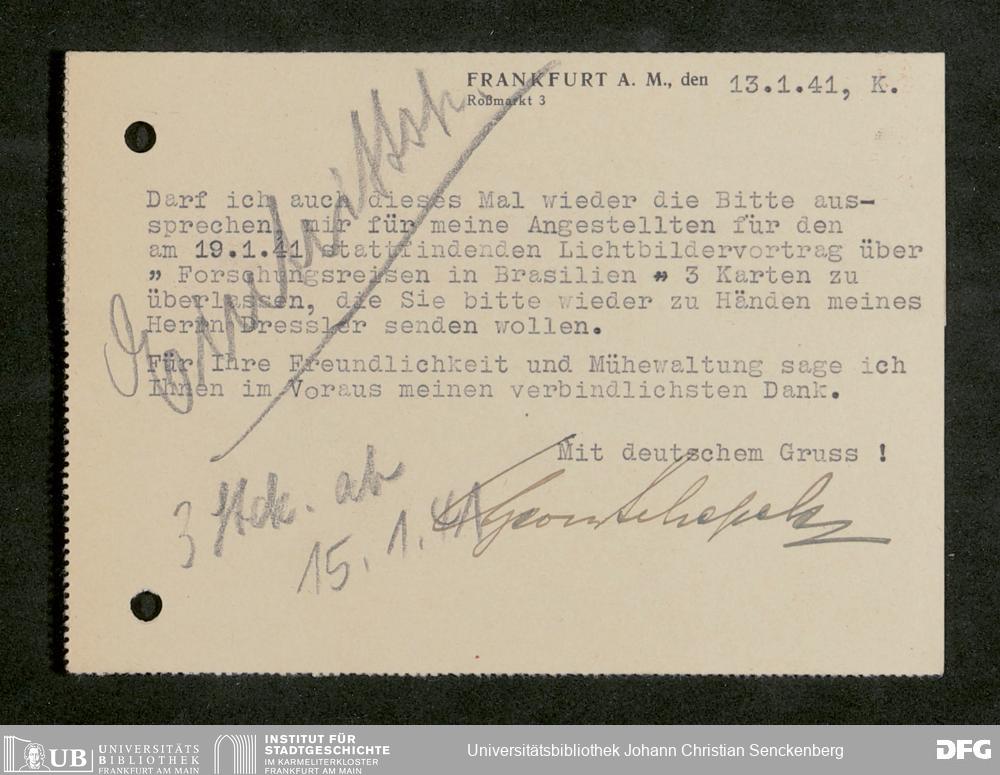 FRANKFURT A. M., den 13.1.41, K.
Roßmarkt 3
Darf ich auch dieses Mal wieder die Bitte aus-
sprechen mir für meine Angestellten für den
am 19.1.41 stattfindenden Lichtbildervortrag über
" Forschungsreisen in Brasilien " 3 Karten zu
überlassen, die Sie bitte wieder zu Händen meines
Herrn Dressler senden wollen.
Für Ihre Freundlichkeit und Mühewaltung sage ich
Ihnen im Voraus meinen verbindlichsten Dank.
Mit deutschem Gruss !
3 Stck. ab
15.1.41
UB UNIVERSITÄTS
BIBLIOTHEK
FRANKFURT AM MAIN
INSTITUT FÜR
STADTGESCHICHTE
IM KARMELITERKLOSTER
FRANKFURT AM MAIN
Universitätsbibliothek Johann Christian Senckenberg
DFG